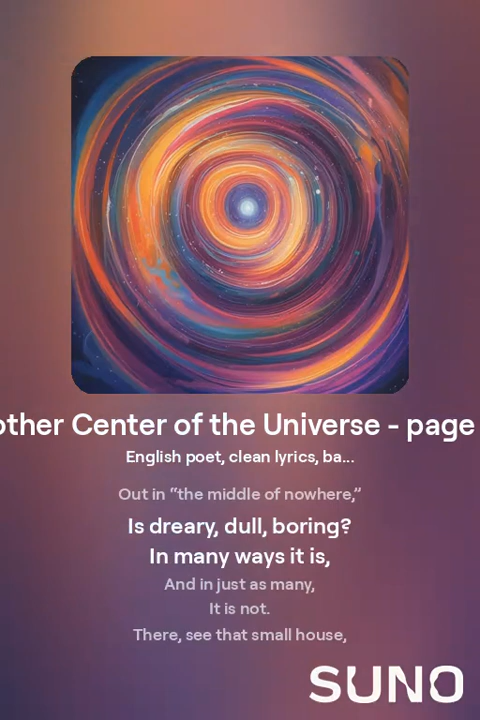 other Center of the Universe - page
English poet, clean lyrics, ba...
Out in “the middle of nowhere,”
Is dreary, dull, boring?
In many ways it is,
And in just as many,
It is not.
There, see that small house,
SUNO